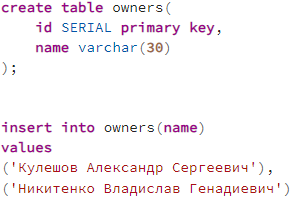 create table owners(
    id SERIAL primary key,
    name varchar(30)
);
insert into owners(name)
values
('Кулешов Александр Сергеевич'),
('Никитенко Владислав Генадиевич')